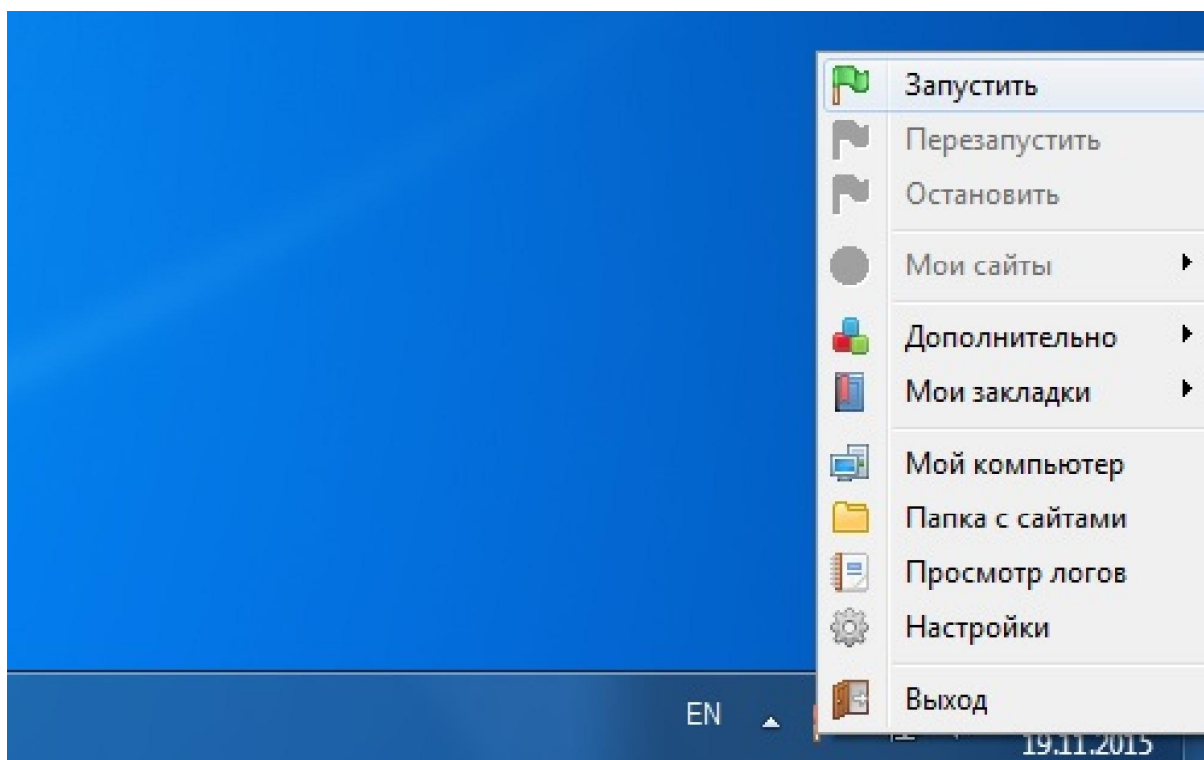 Запустить
Перезапустить
Остановить
Мои сайты
Дополнительно
Мои закладки
Мой компьютер
Папка с сайтами
Просмотр логов
Настройки
Выход
EN
19.11.2015